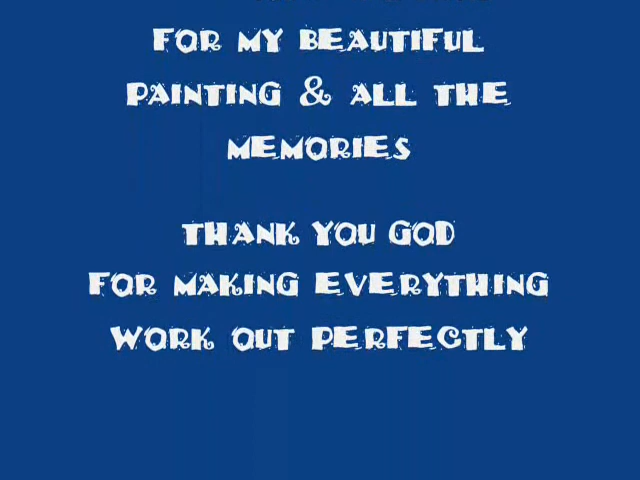 FOR MY BEAUTIFUL
PAINTING & ALL THE
MEMORIES
THANK YOU GOD
FOR MAKING EVERYTHING
WORK OUT PERFECTLY